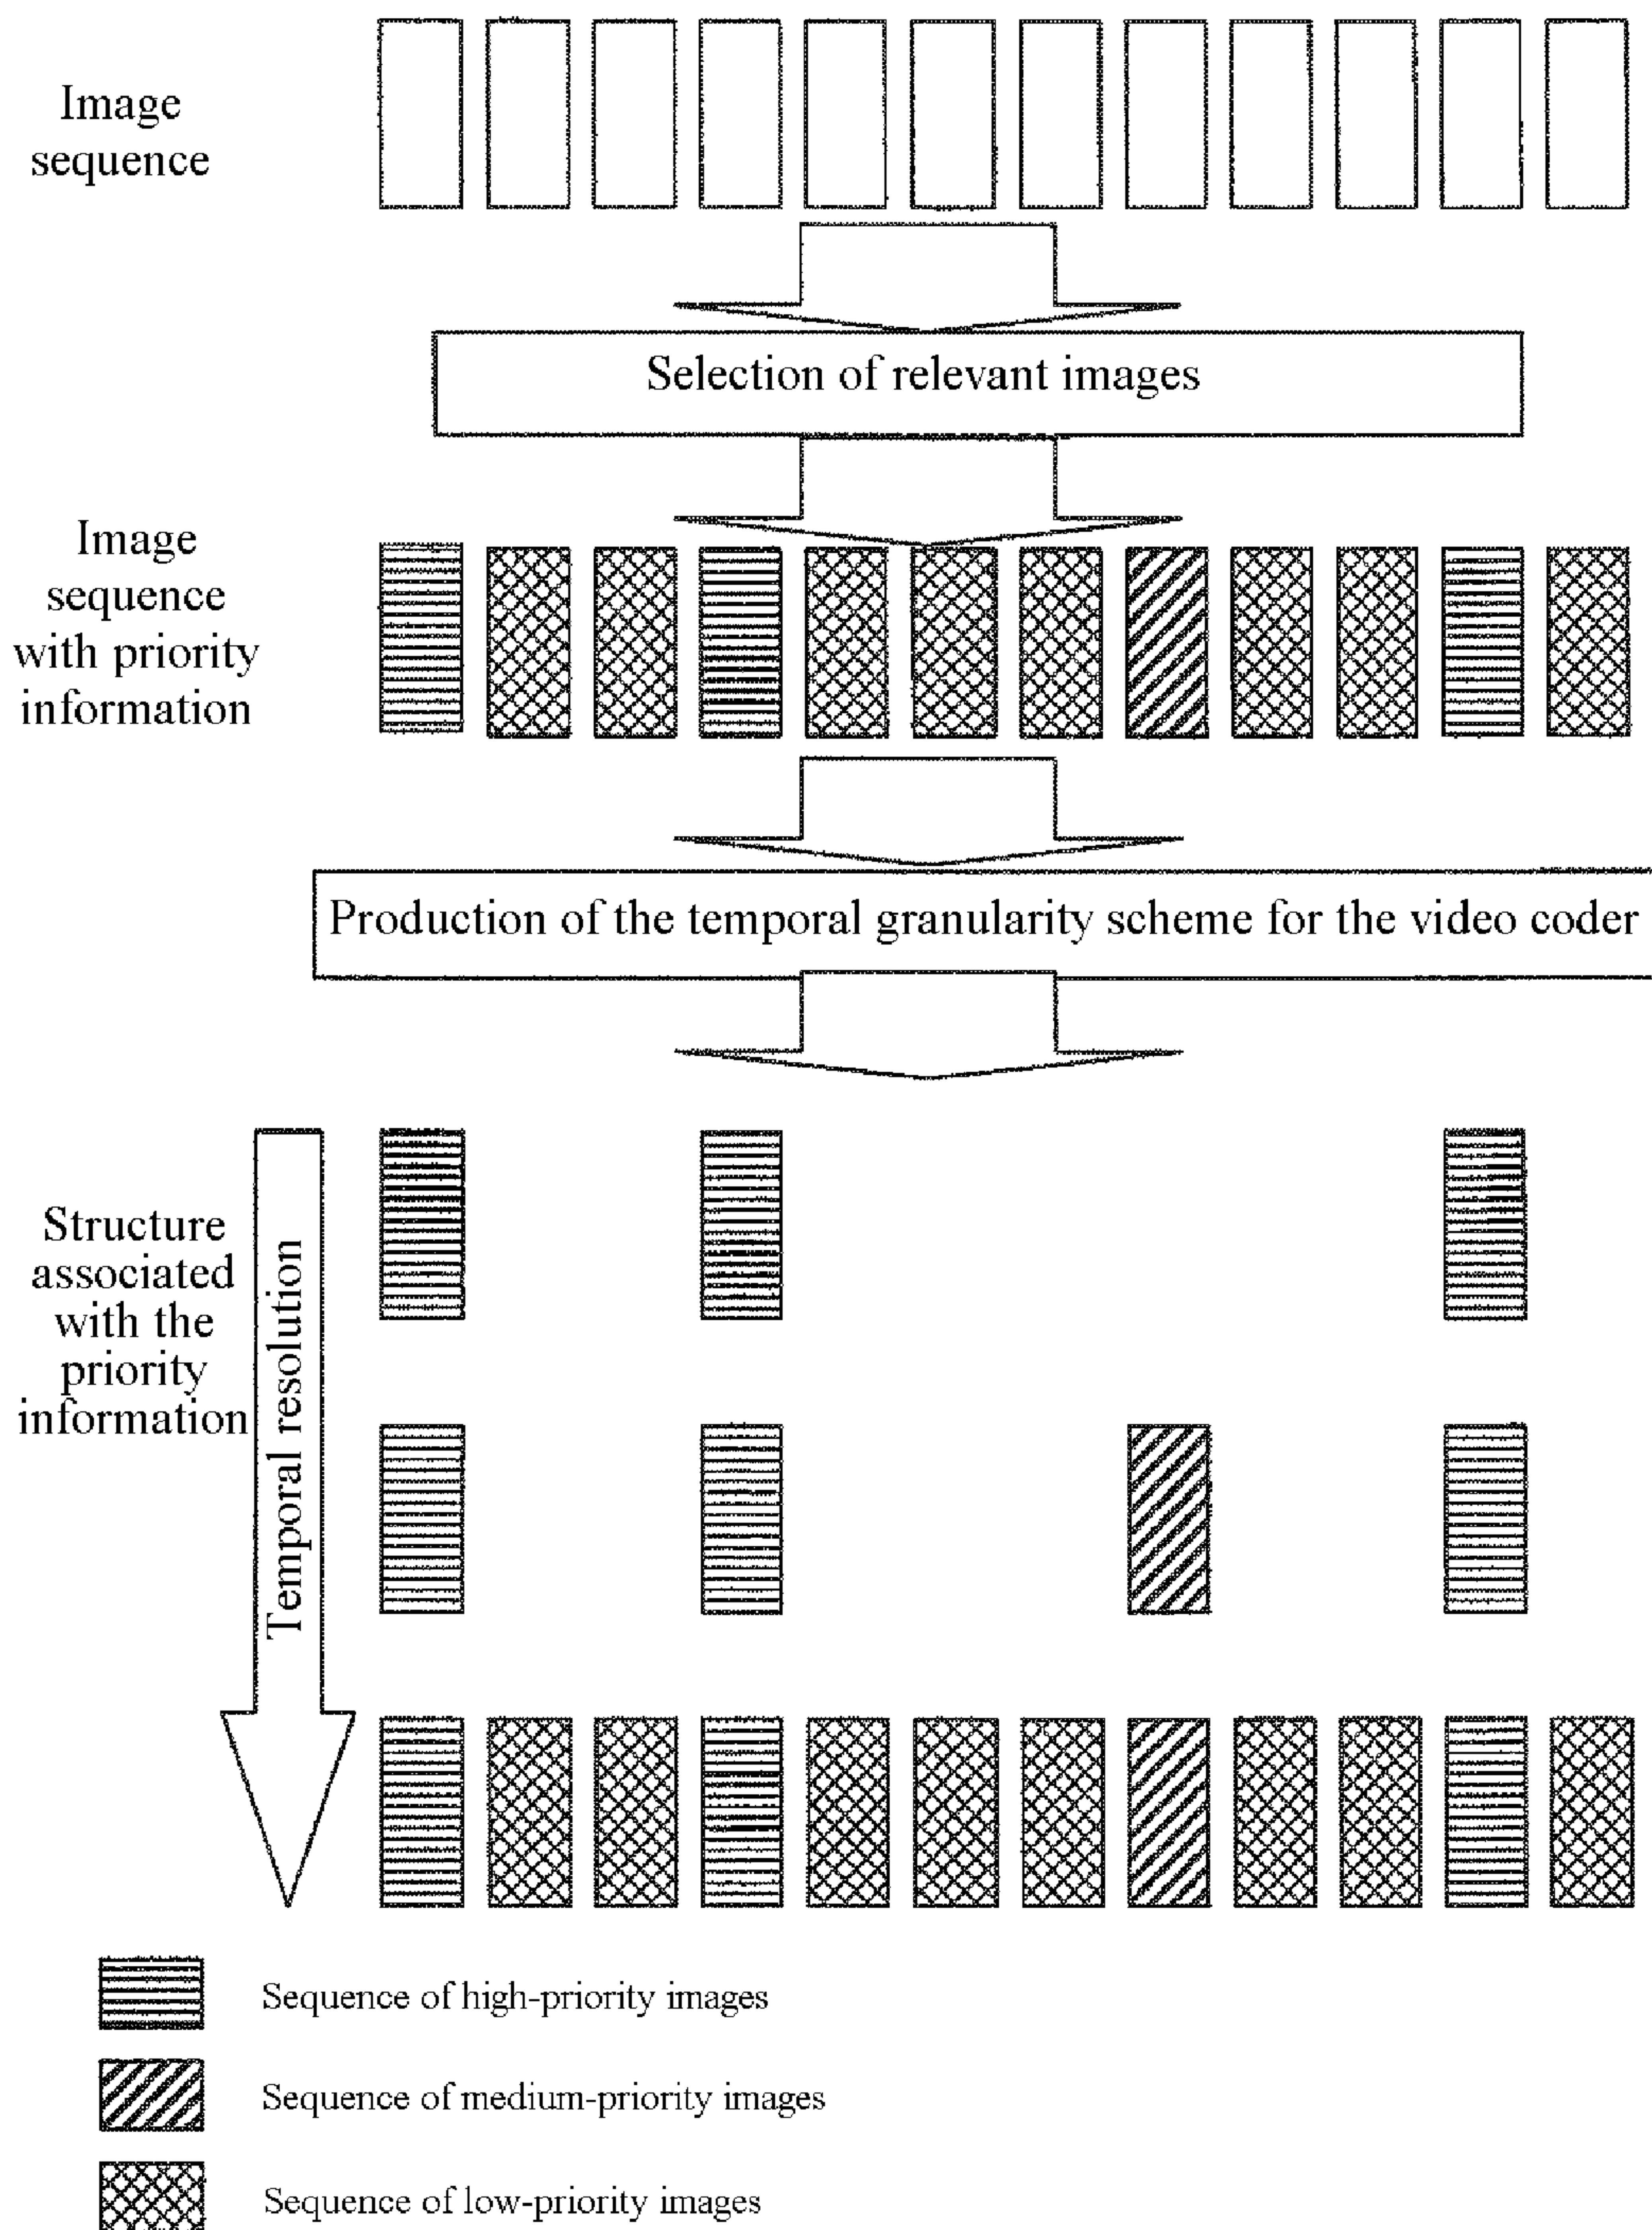 Image
sequence
Selection of relevant images
Image
sequence
with priority
information
Production of the temporal granularity scheme for the video coder
Structure
associated
with the
priority
information
Temporal resolution
Sequence of high-priority images
Sequence of medium-priority images
Sequence of low-priority images